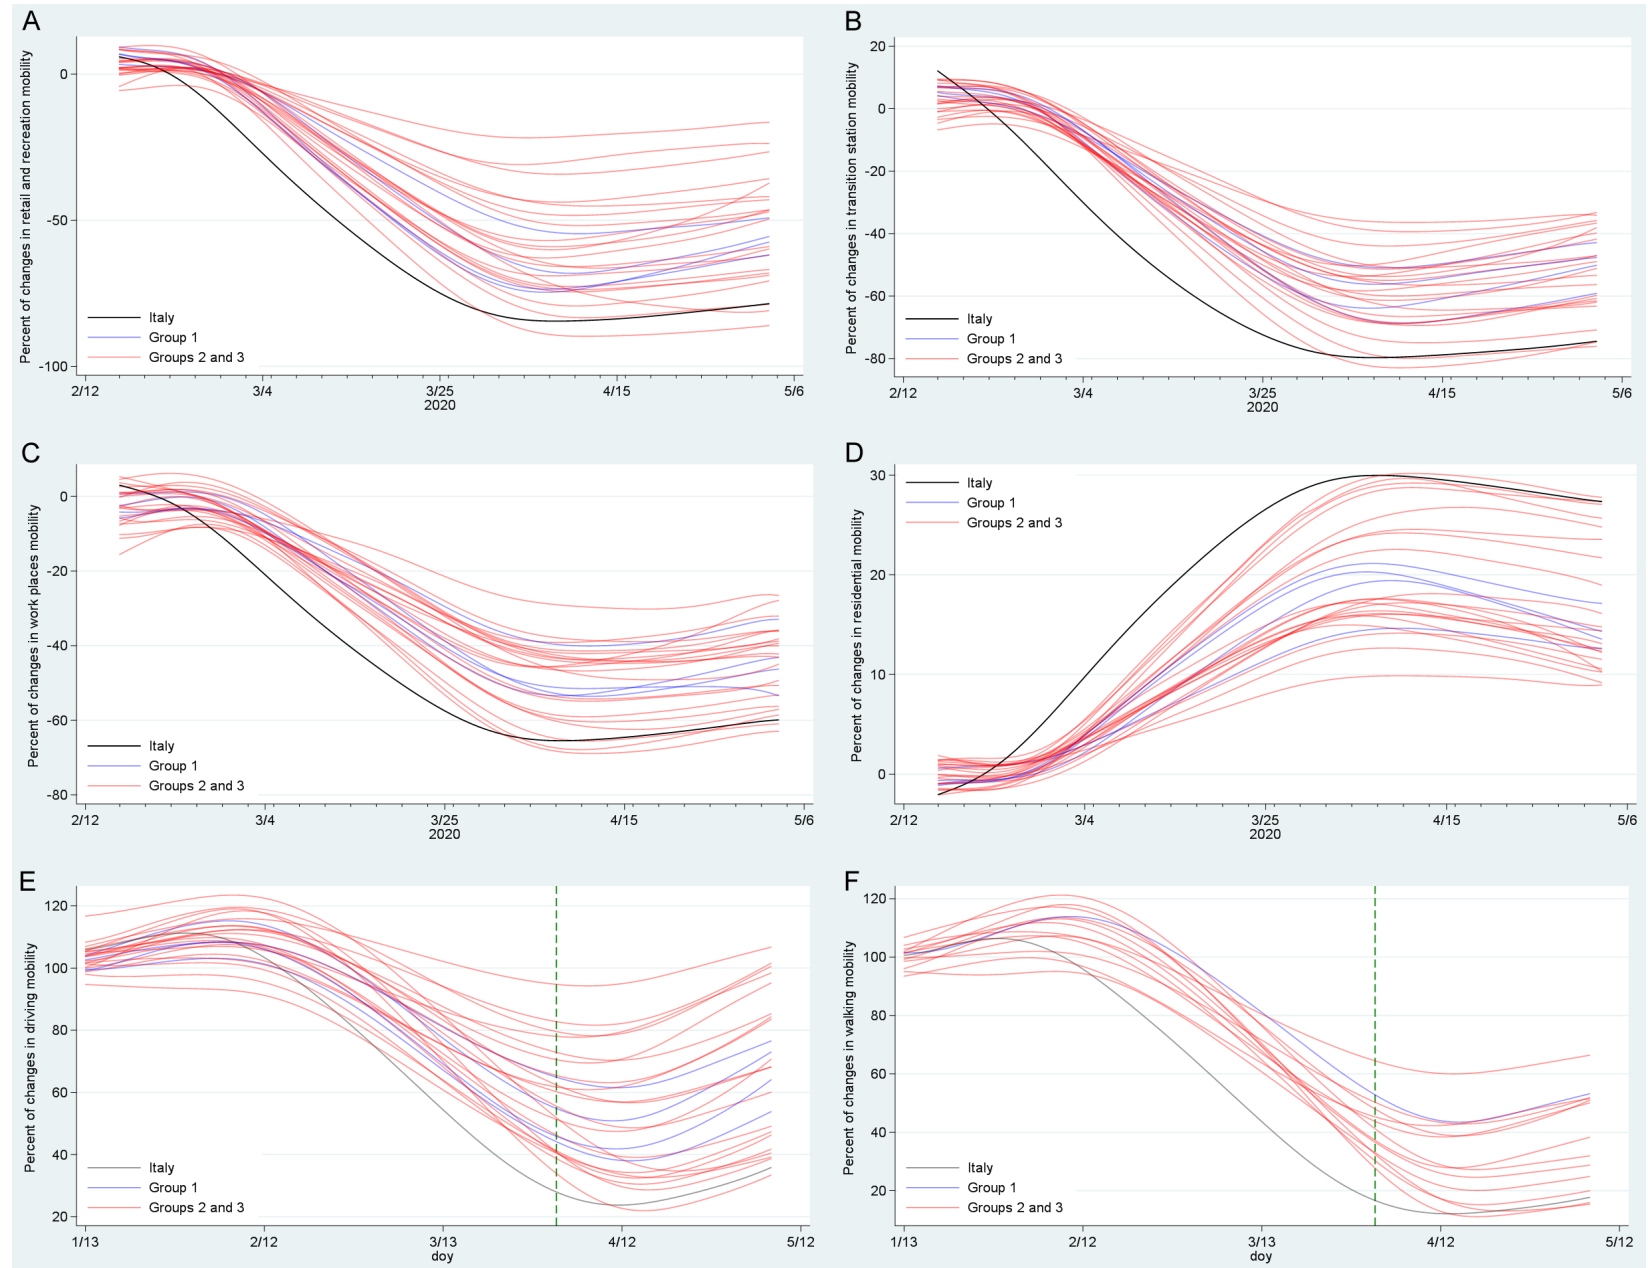 A
Percent of changes in retail and recreation mobility
0
-50
-100
Italy
Group 1
Groups 2 and 3
2/12
3/4
3/25
4/15
5/6
2020
B
Percent of changes in transition station mobility
20
0
-20
-40
-60
-80
Italy
Group 1
Groups 2 and 3
2/12
3/4
3/25
4/15
5/6
2020
C
Percent of changes in work places mobility
0
-20
-40
-60
-80
Italy
Group 1
Groups 2 and 3
2/12
3/4
3/25
4/15
5/6
2020
D
Percent of changes in residential mobility
30
20
10
0
Italy
Group 1
Groups 2 and 3
2/12
3/4
3/25
4/15
5/6
2020
E
Percent of changes in driving mobility
120
100
80
60
40
20
Italy
Group 1
Groups 2 and 3
1/13
2/12
3/13
4/12
5/12
doy
F
Percent of changes in walking mobility
120
100
80
60
40
20
Italy
Group 1
Groups 2 and 3
1/13
2/12
3/13
4/12
5/12
doy